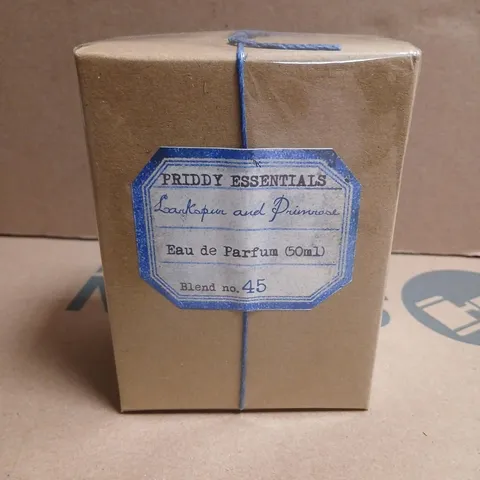 PRIDDY ESSENTIALS
Larkspur and Primrose
Eau de Parfum (50ml)
Blend no. 45